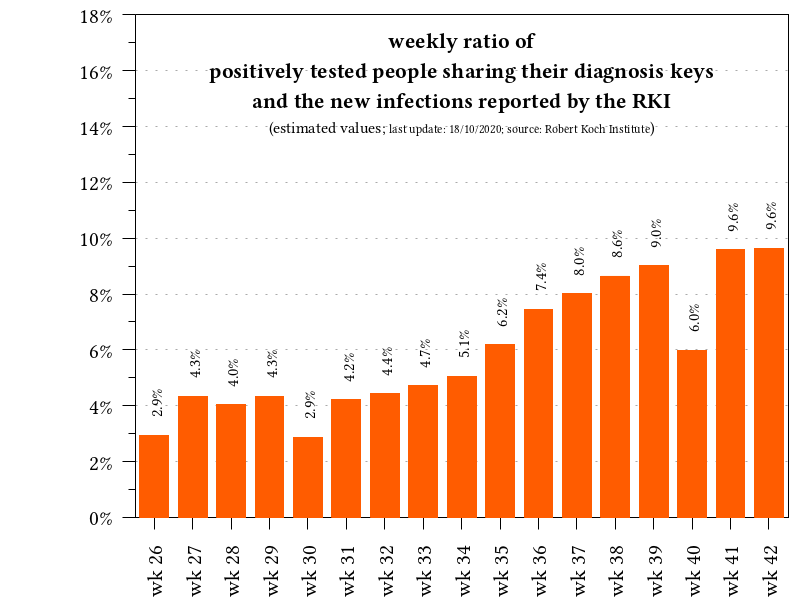 weekly ratio of
positively tested people sharing their diagnosis keys
and the new infections reported by the RKI
(estimated values; last update: 18/10/2020; source: Robert Koch Institute)
18%
16%
14%
12%
10%
8%
6%
4%
2%
0%
2.9%
4.3%
4.0%
4.3%
2.9%
4.2%
4.4%
4.7%
5.1%
6.2%
7.4%
8.0%
8.6%
9.0%
6.0%
9.6%
9.6%
wk 26
wk 27
wk 28
wk 29
wk 30
wk 31
wk 32
wk 33
wk 34
wk 35
wk 36
wk 37
wk 38
wk 39
wk 40
wk 41
wk 42